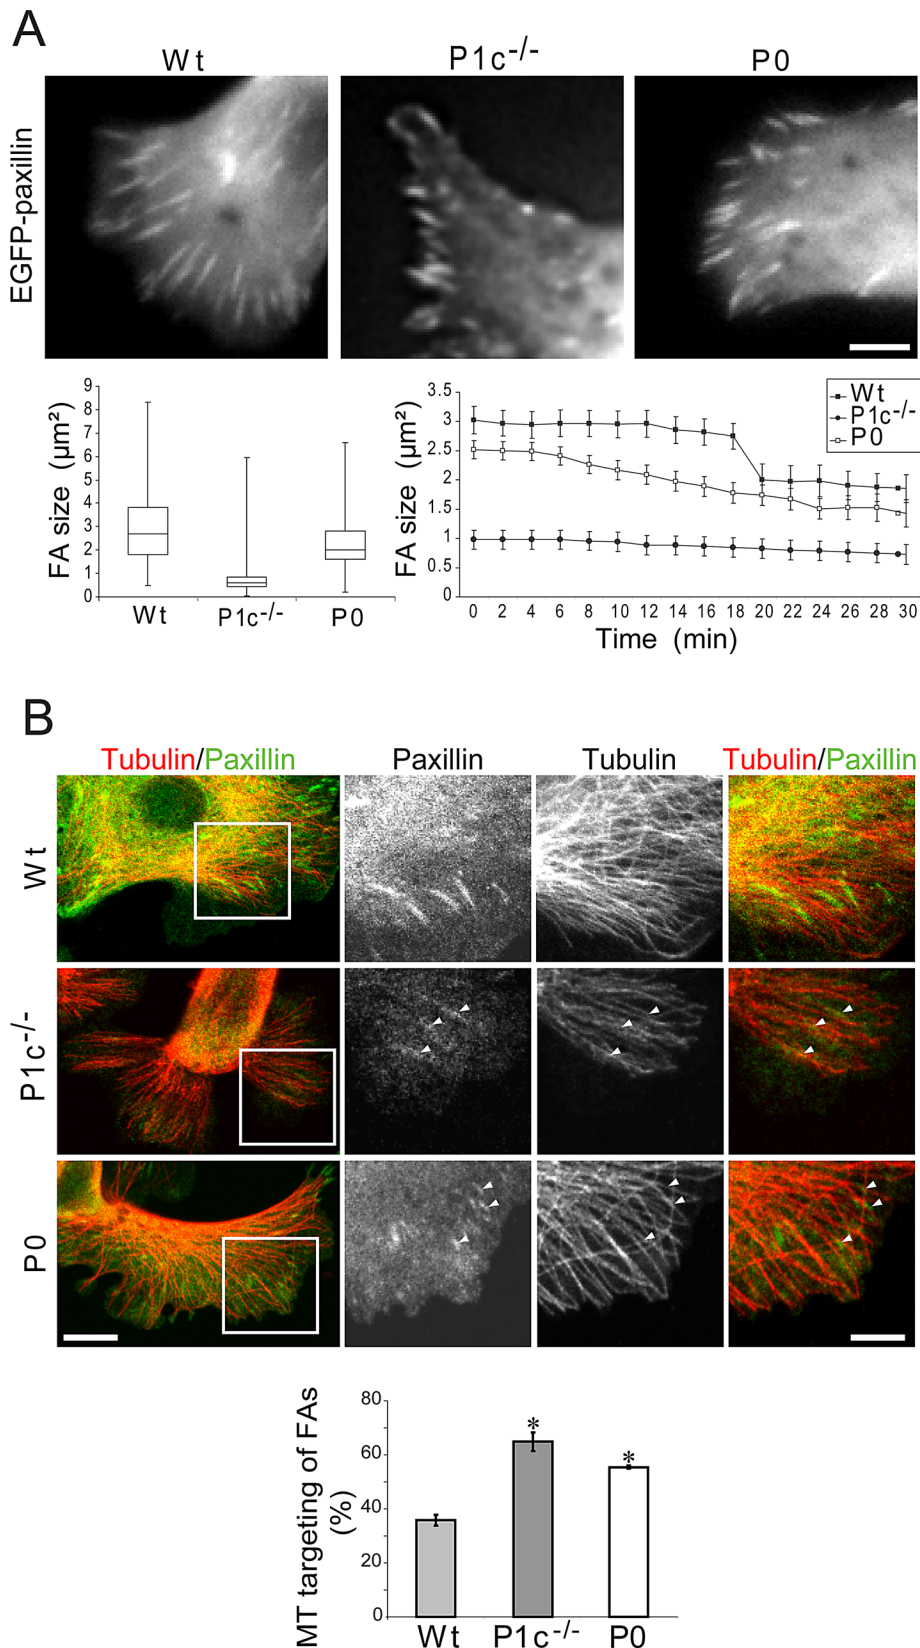 A
Wt P1c-/- P0
EGFP-paxillin
FA size (µm²)
9
8
7
6
5
4
3
2
1
0
Wt P1c-/- P0
FA size (µm²)
3.5
3
2.5
2
1.5
1
0.5
0
Wt
P1c-/-
P0
0 2 4 6 8 10 12 14 16 18 20 22 24 26 28 30
Time (min)
B
Tubulin/Paxillin Paxillin Tubulin Tubulin/Paxillin
Wt
P1c-/-
P0
MT targeting of FAs
(%)
80
60
40
20
0
*
*
Wt P1c-/- P0